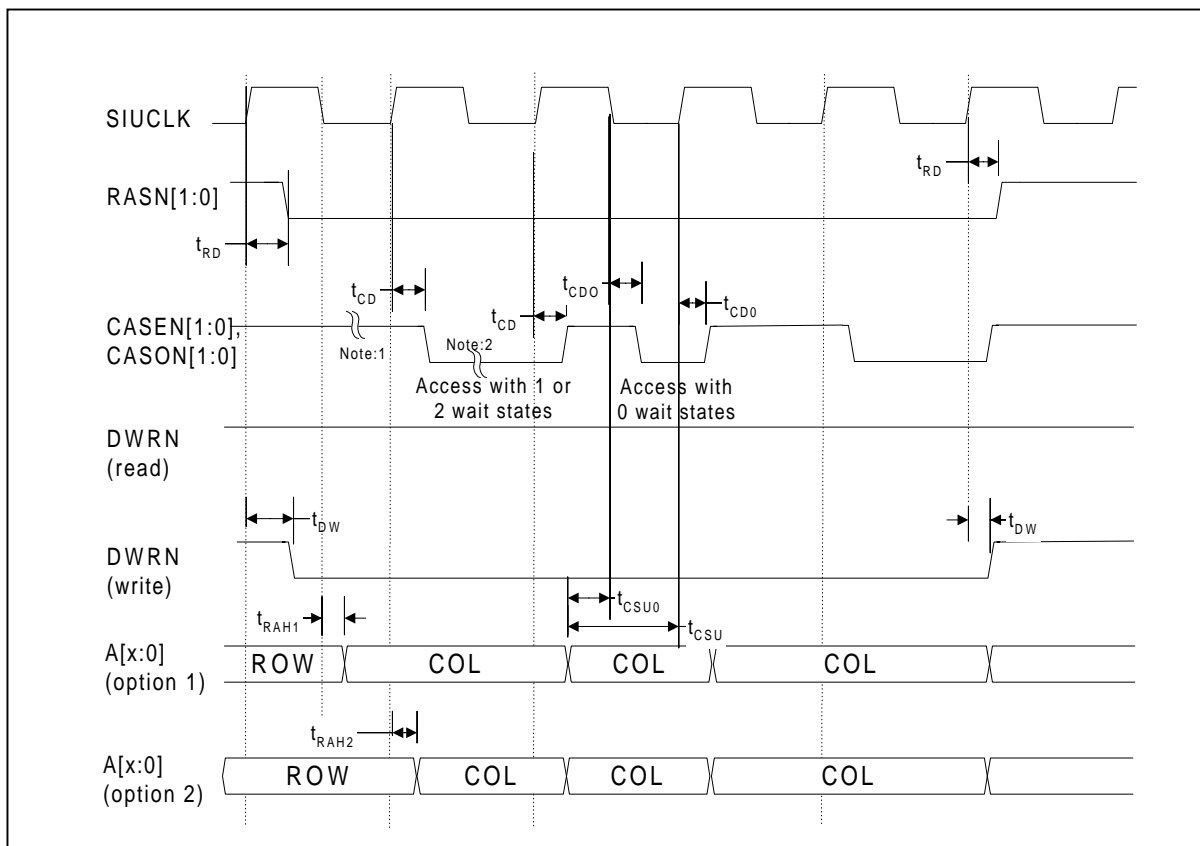 SIUCLK
t_RD
RASN[1:0]
t_RD
t_CD
t_CDO
t_CD
t_CD0
CASEN[1:0],
CASON[1:0]
Note:1
Note:2
Access with 1 or
2 wait states
Access with
0 wait states
DWRN
(read)
t_DW
t_DW
DWRN
(write)
t_CSU0
t_RAH1
t_CSU
A[x:0]
(option 1)
ROW
COL
COL
COL
t_RAH2
A[x:0]
(option 2)
ROW
COL
COL
COL